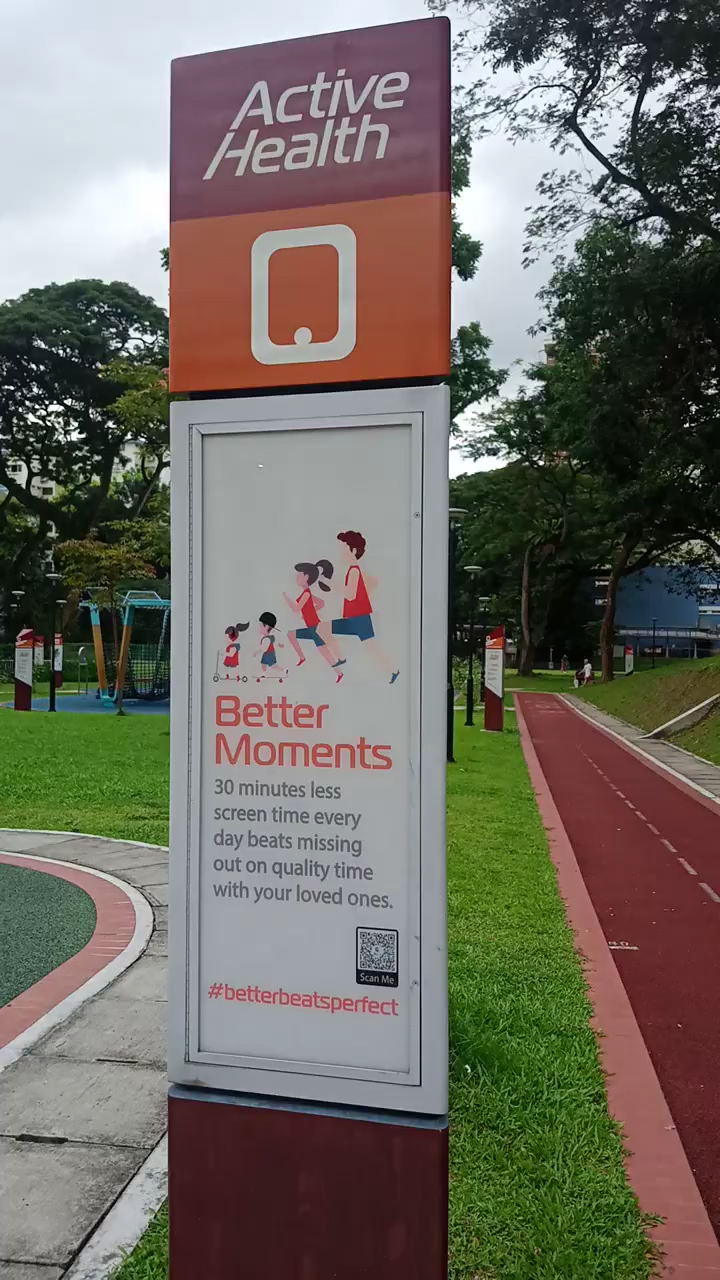 Active
Health
Better
Moments
30 minutes less
screen time every
day beats missing
out on quality time
with your loved ones.
Scan Me
#betterbeatsperfect